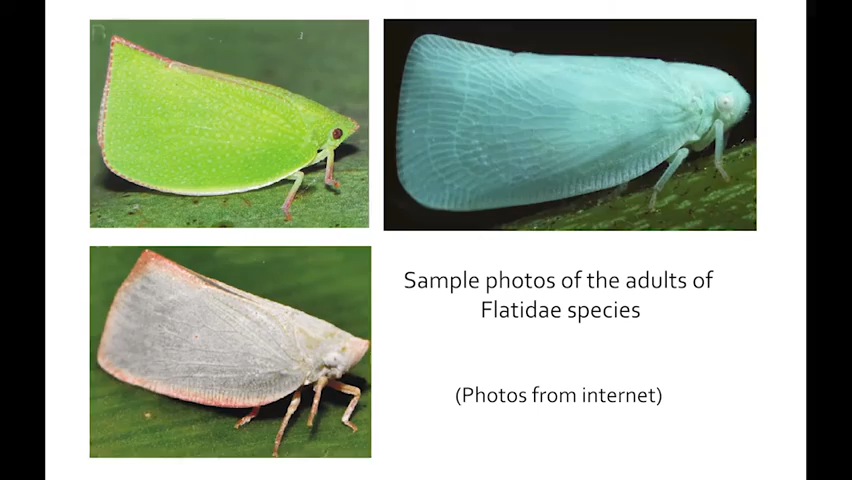 Sample photos of the adults of
Flatidae species
(Photos from internet)